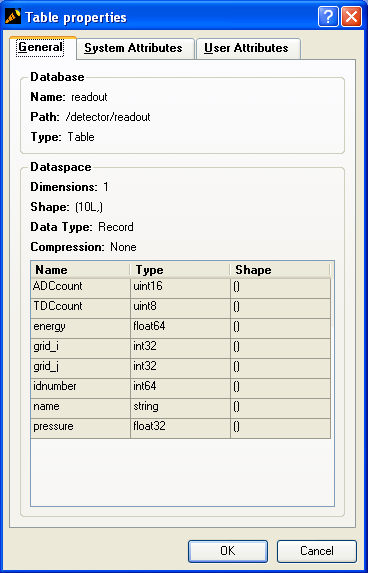 Table properties
General System Attributes User Attributes
Database
Name: readout
Path: /detector/readout
Type: Table
Dataspace
Dimensions: 1
Shape: (10L,)
Data Type: Record
Compression: None
Name Type Shape
ADCcount uint16 ()
TDCcount uint8 ()
energy float64 ()
grid_i int32 ()
grid_j int32 ()
idnumber int64 ()
name string ()
pressure float32 ()
OK Cancel